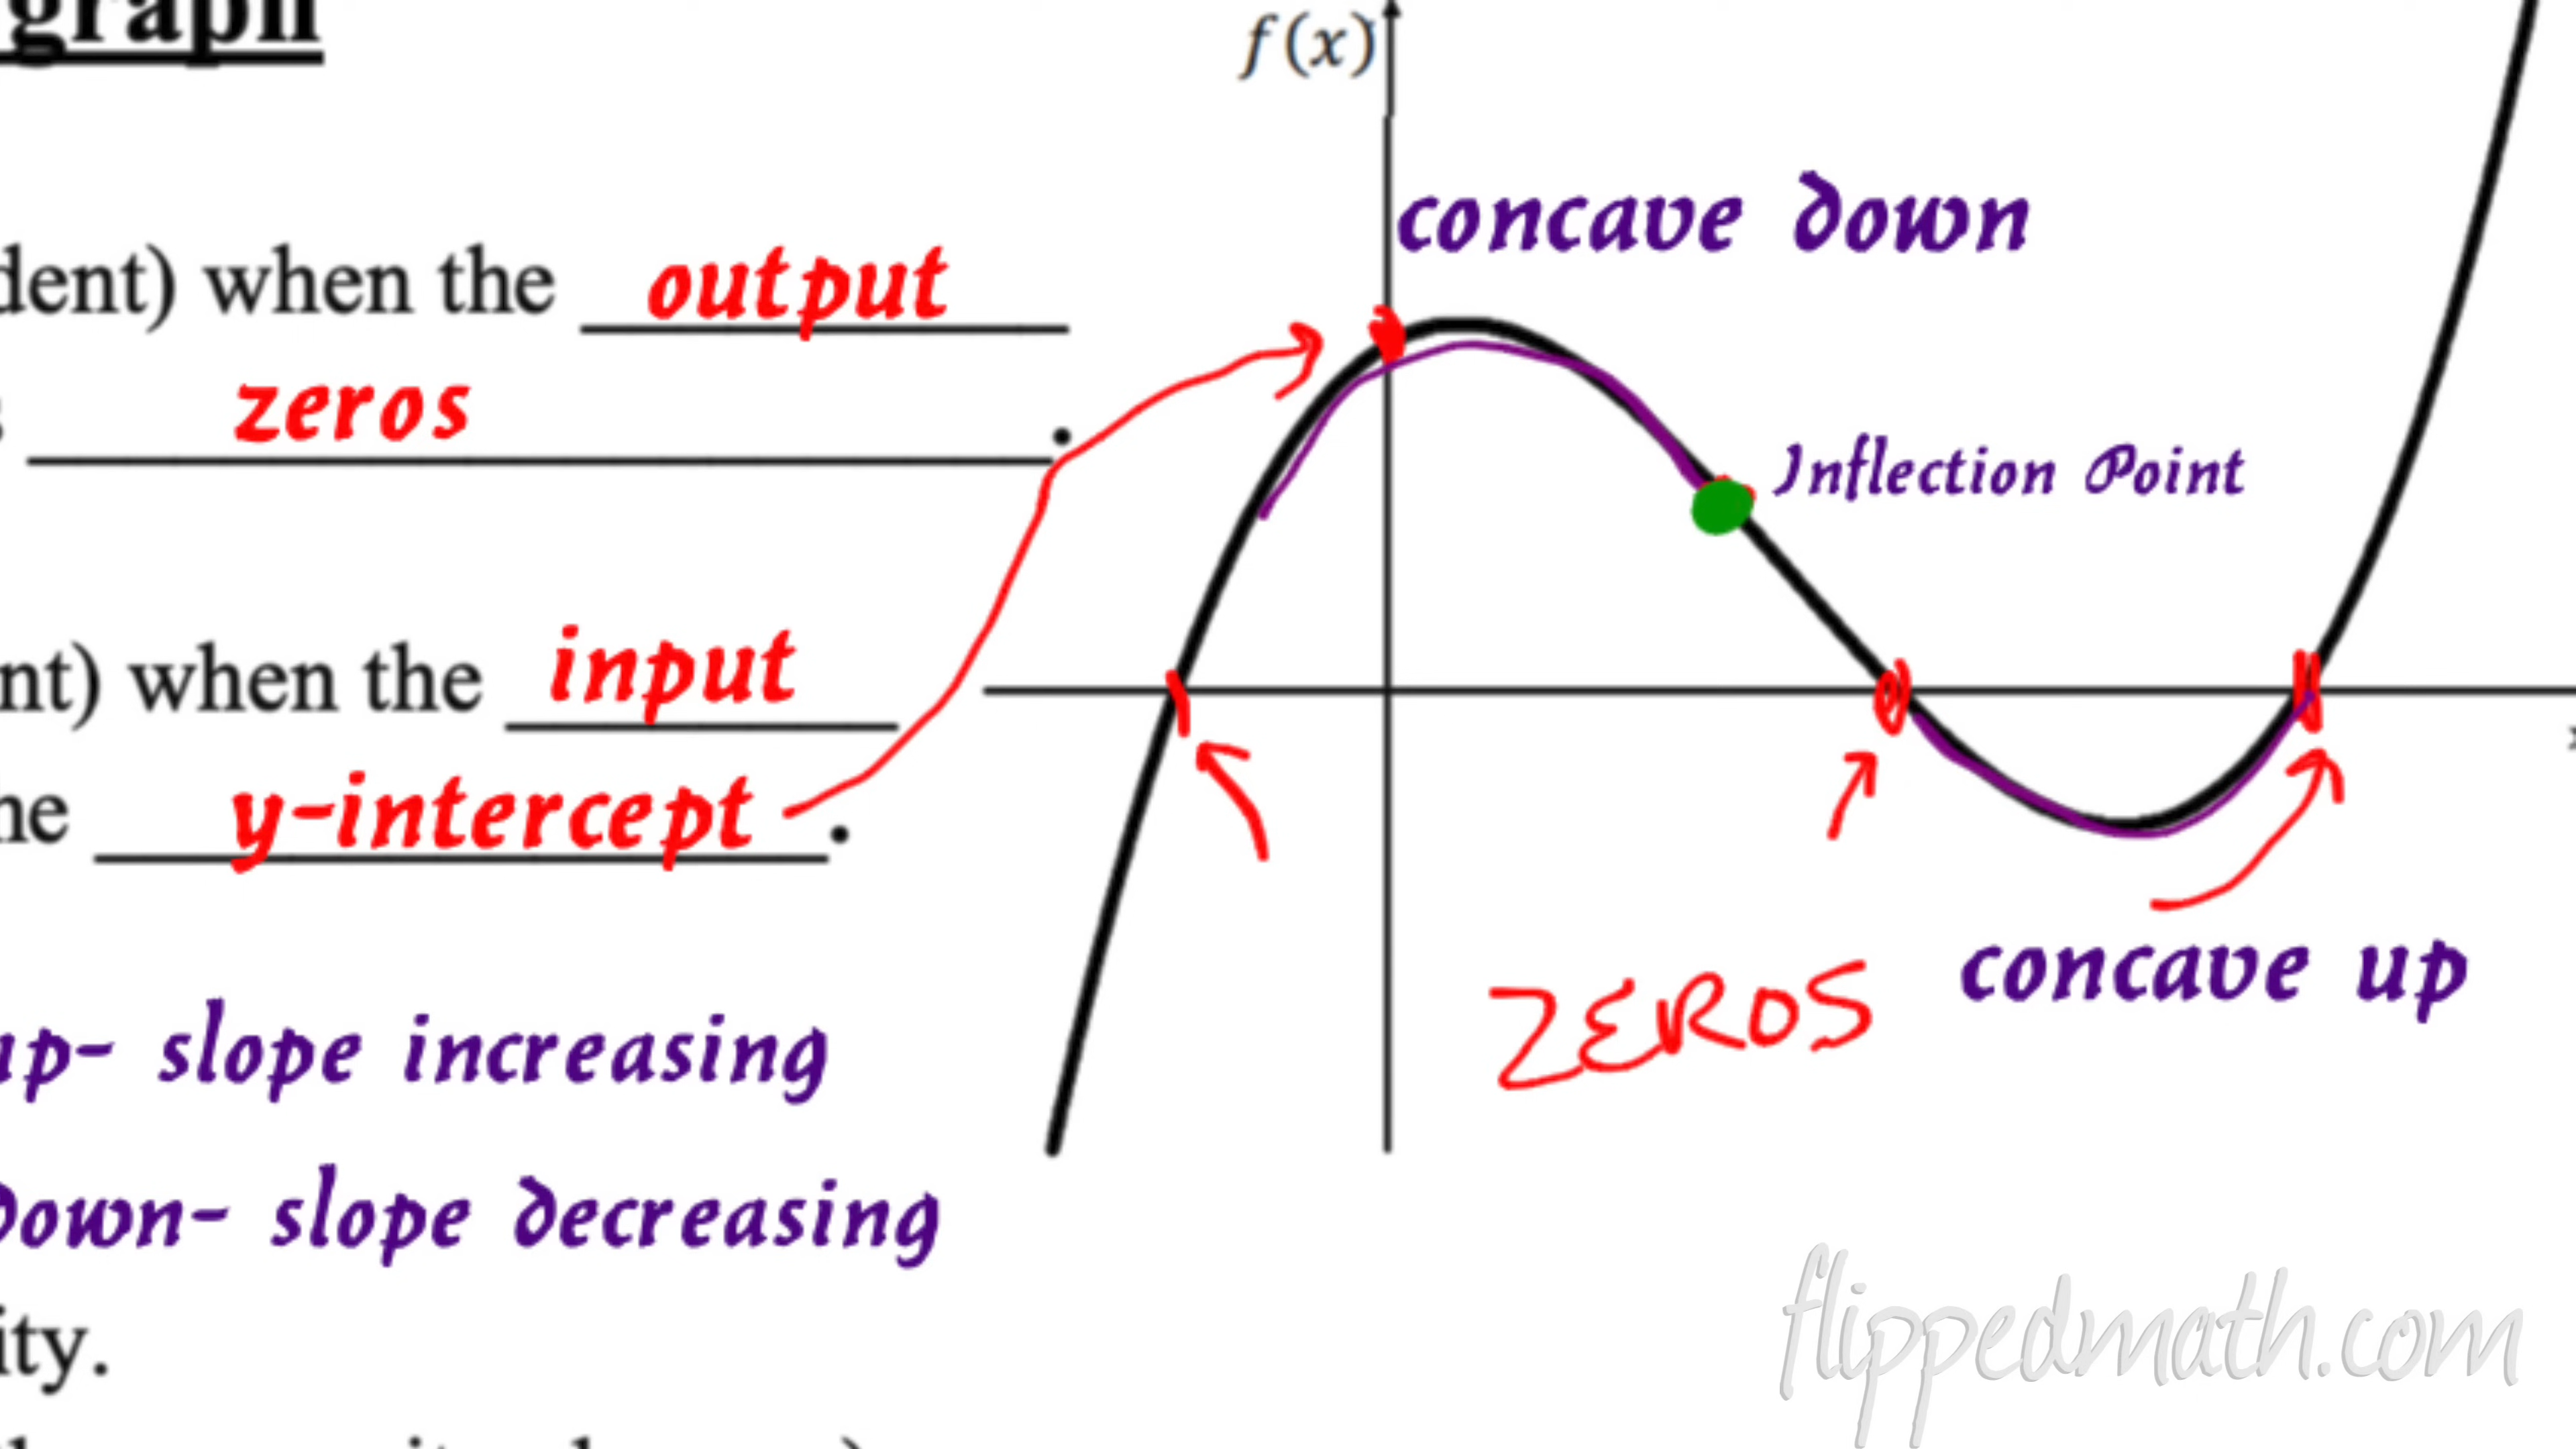 graph
f(x)
concave down
dent) when the output
zeros.
Inflection Point
nt) when the input
he y-intercept.
ZEROS
concave up
up- slope increasing
Down- slope decreasing
ity.
flippedmath.com